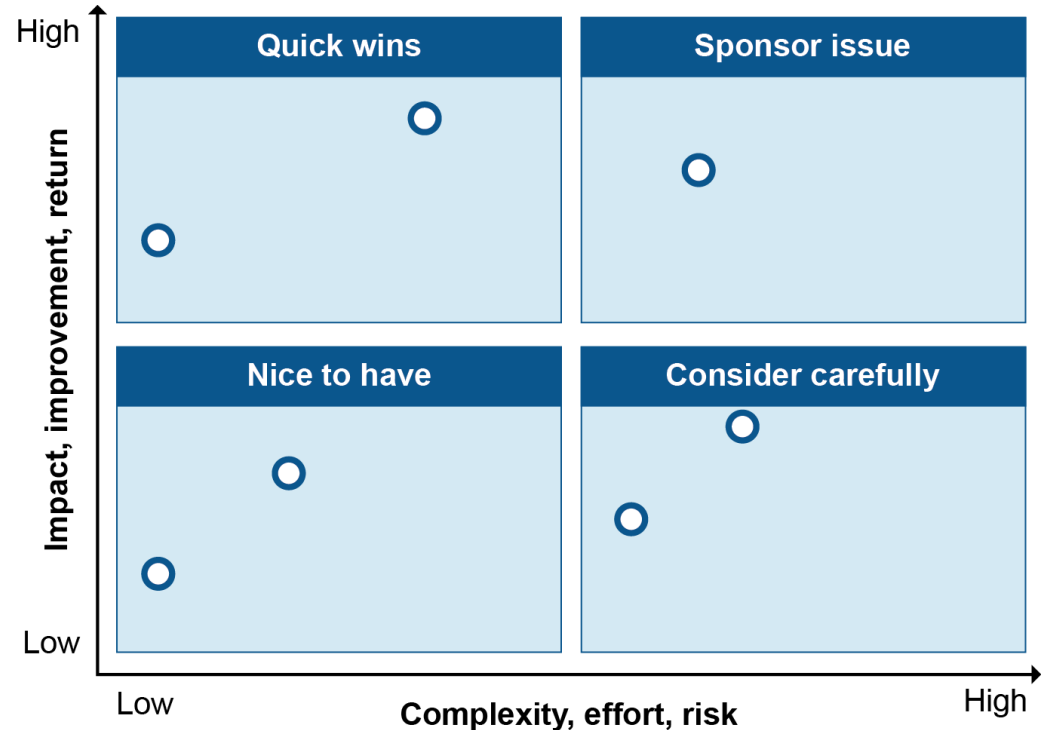 High
Quick wins
Sponsor issue
Impact, improvement, return
Nice to have
Consider carefully
Low
Low
High
Complexity, effort, risk